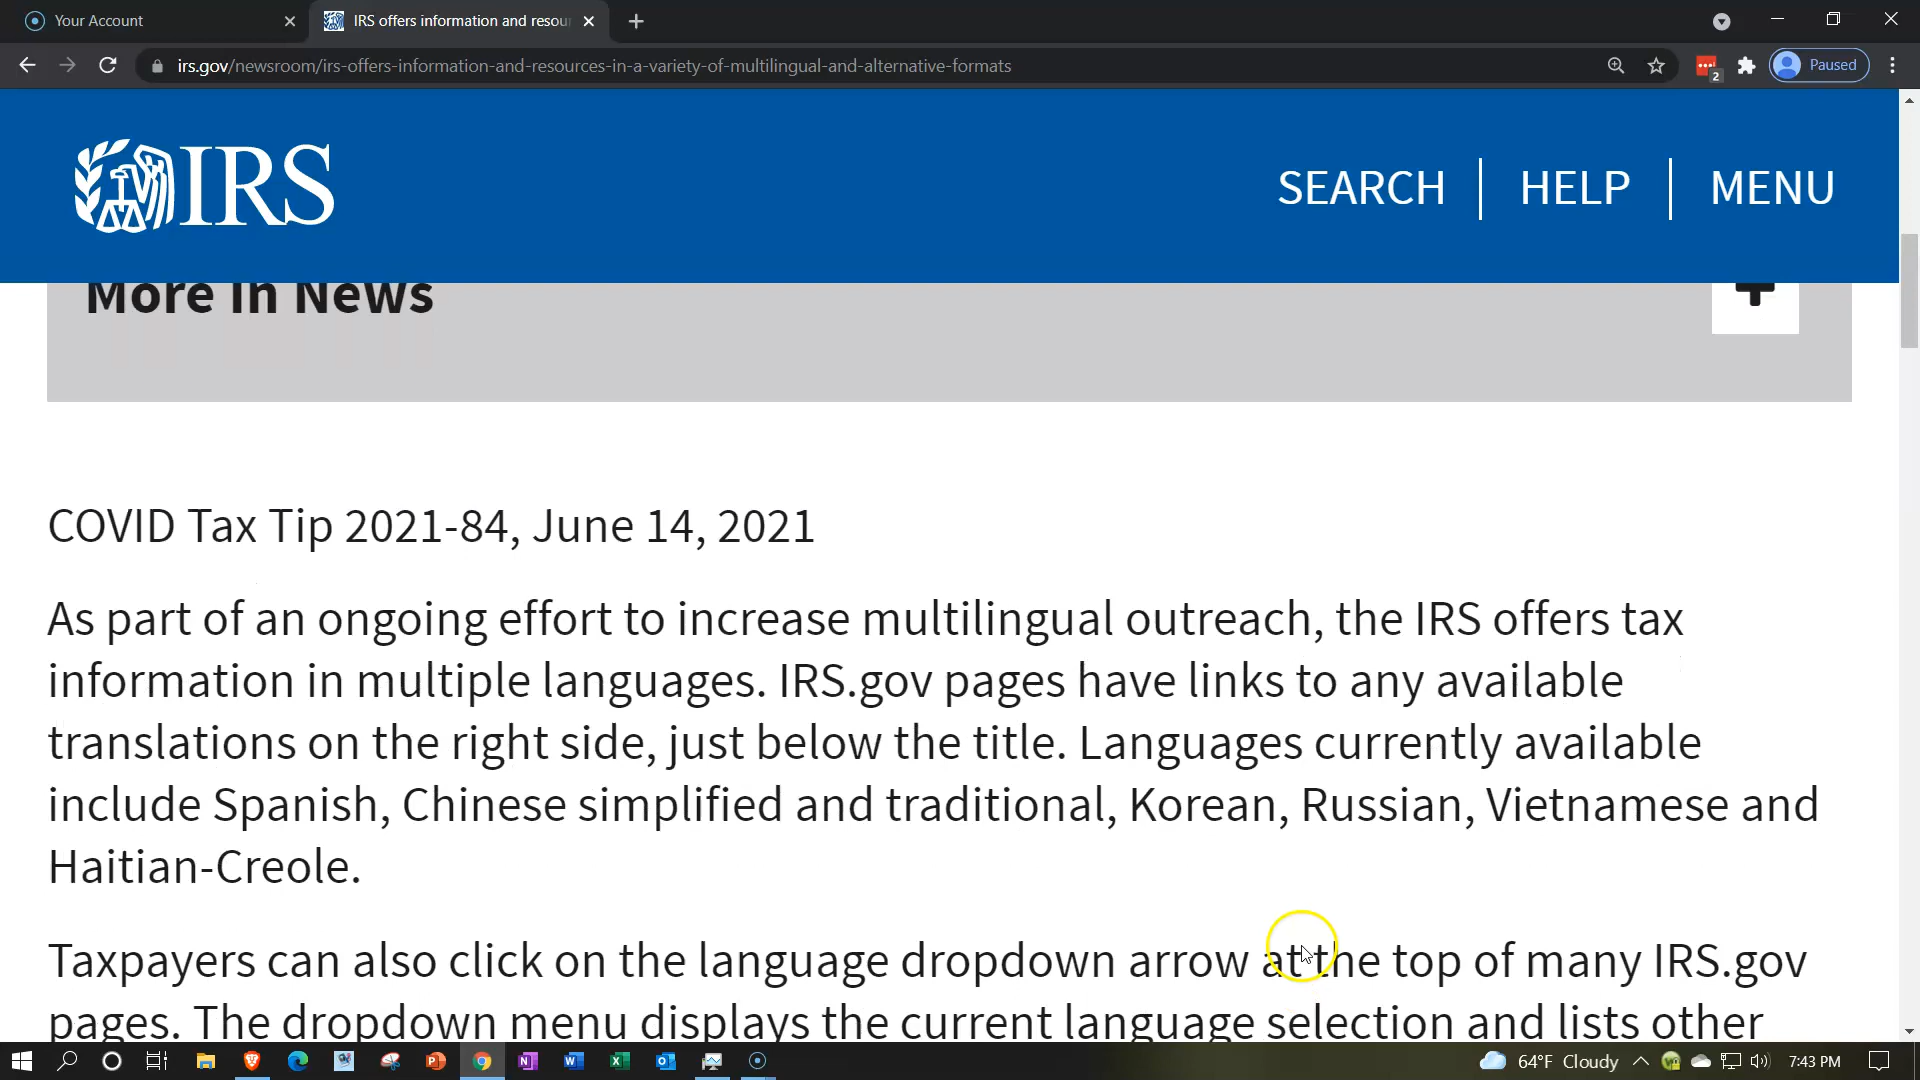 Your Account
IRS offers information and resou
irs.gov/newsroom/irs-offers-information-and-resources-in-a-variety-of-multilingual-and-alternative-formats
2
Paused
IRS
SEARCH
HELP
MENU
More in News
COVID Tax Tip 2021-84, June 14, 2021
As part of an ongoing effort to increase multilingual outreach, the IRS offers tax
information in multiple languages. IRS.gov pages have links to any available
translations on the right side, just below the title. Languages currently available
include Spanish, Chinese simplified and traditional, Korean, Russian, Vietnamese and
Haitian-Creole.
Taxpayers can also click on the language dropdown arrow at the top of many IRS.gov
pages. The dropdown menu displays the current language selection and lists other
64°F Cloudy
7:43 PM